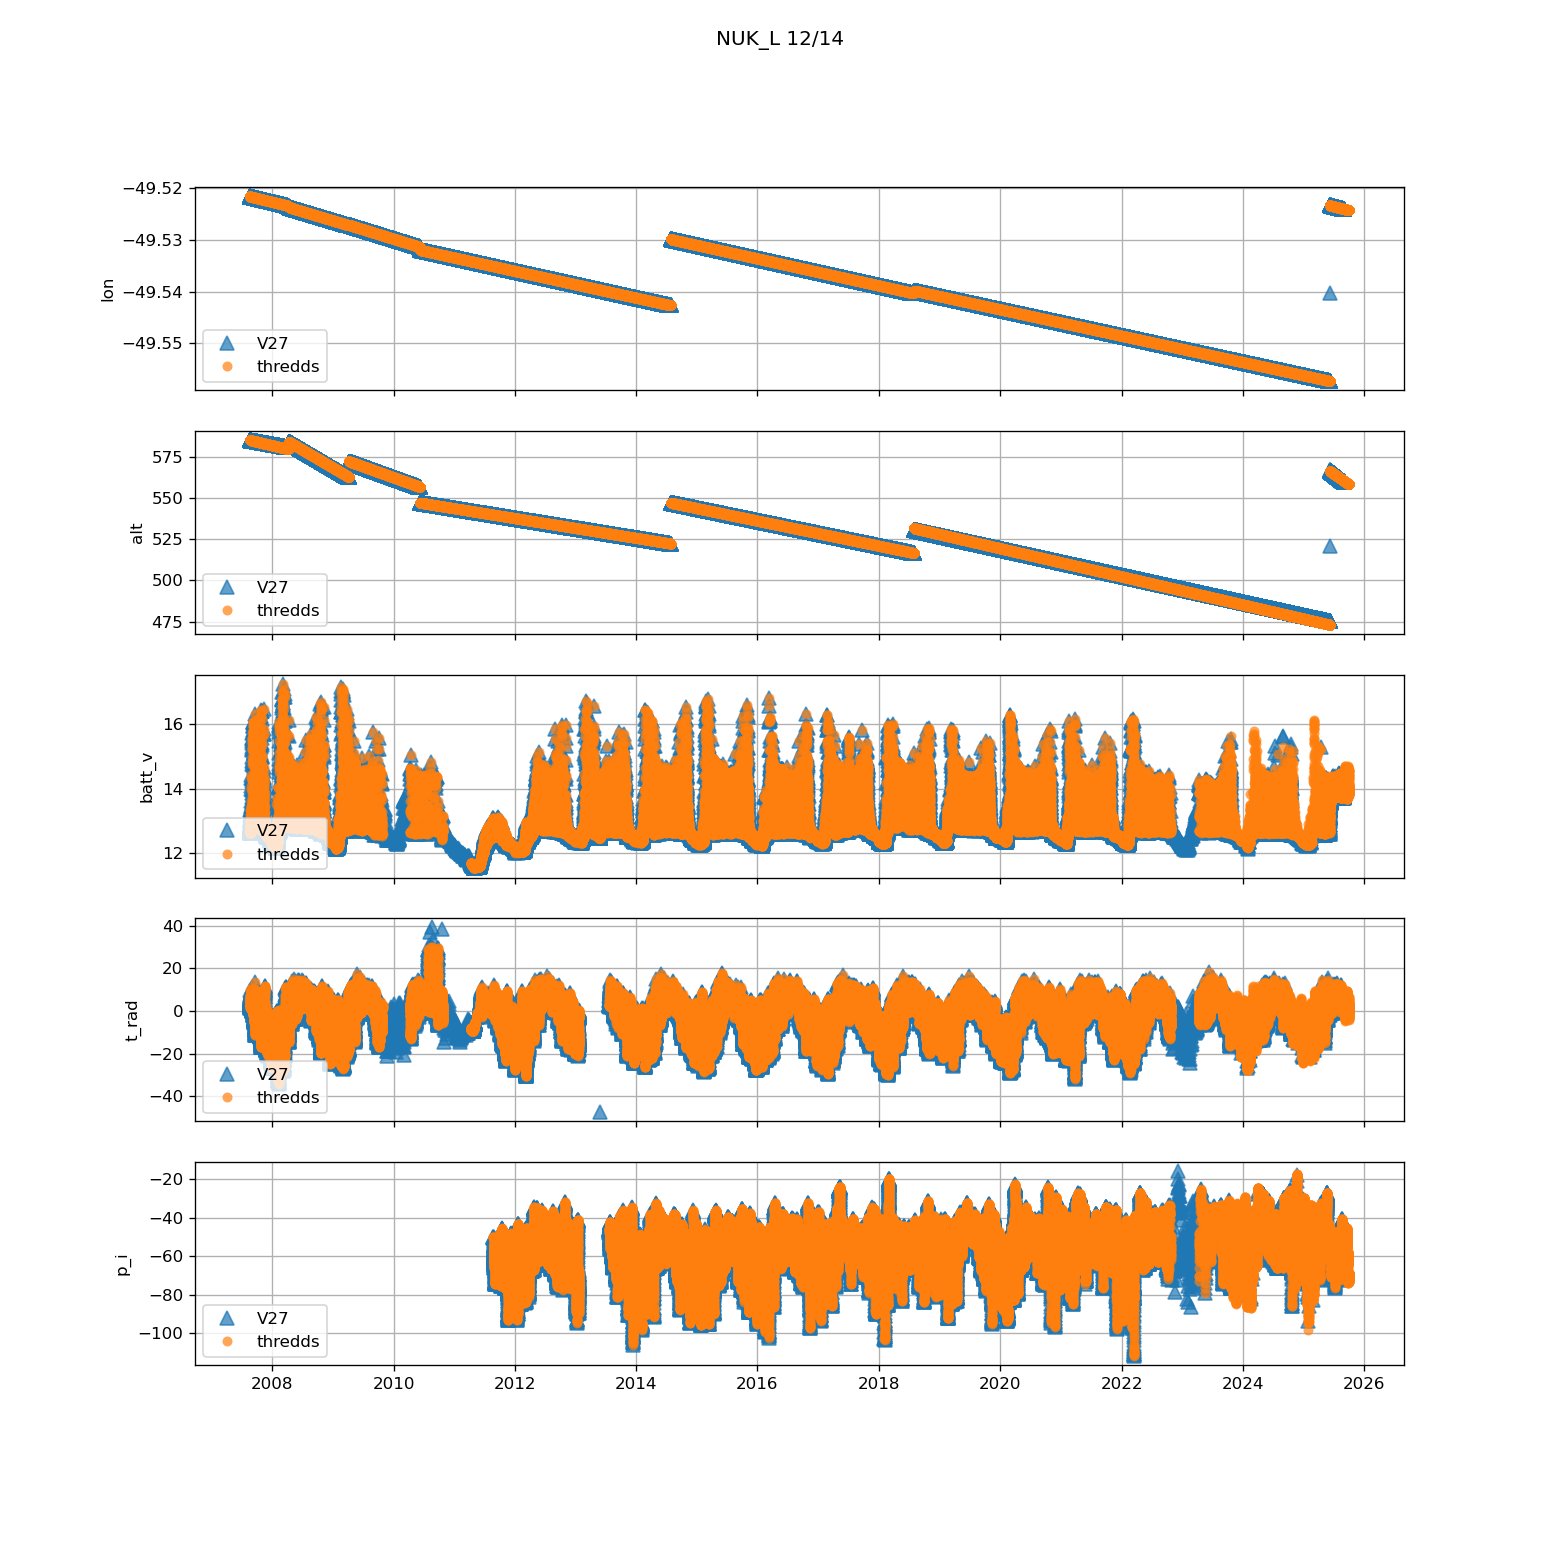 NUK_L 12/14
−49.52
−49.53
−49.54
−49.55
lon
V27
thredds
575
550
525
500
475
alt
V27
thredds
16
14
12
batt_v
V27
thredds
40
20
0
−20
−40
t_rad
V27
thredds
−20
−40
−60
−80
−100
p_i
V27
thredds
2008 2010 2012 2014 2016 2018 2020 2022 2024 2026